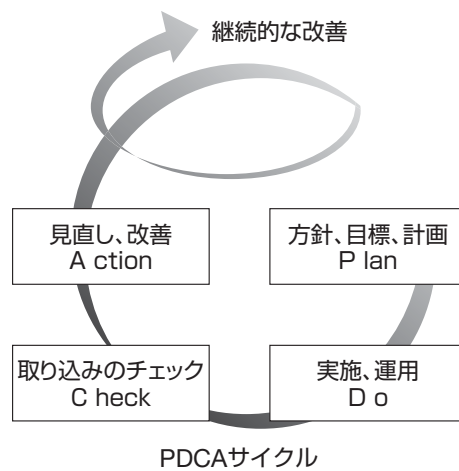 継続的な改善
見直し、改善
A ction
方針、目標、計画
P lan
取り込みのチェック
C heck
実施、運用
D o
PDCAサイクル